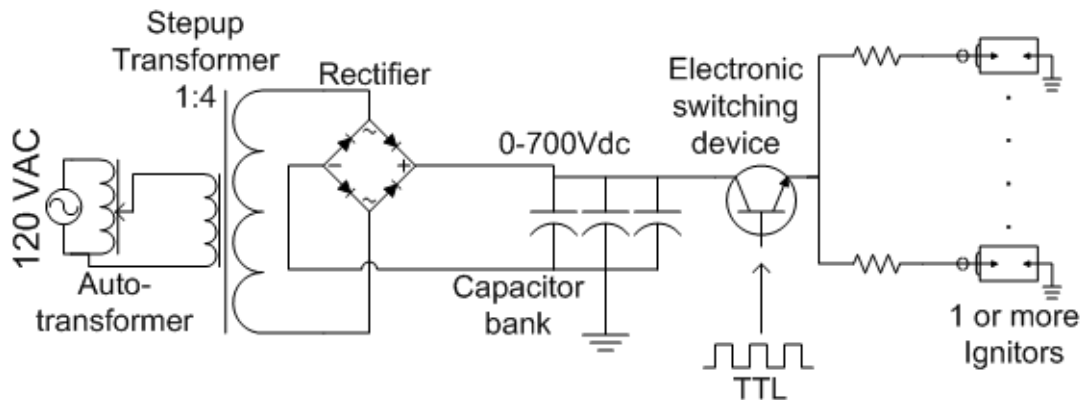 Stepup
Transformer
1:4
Rectifier
~
−
+
~
120 VAC
Auto-
transformer
0-700Vdc
Capacitor
bank
Electronic
switching
device
TTL
1 or more
Ignitors